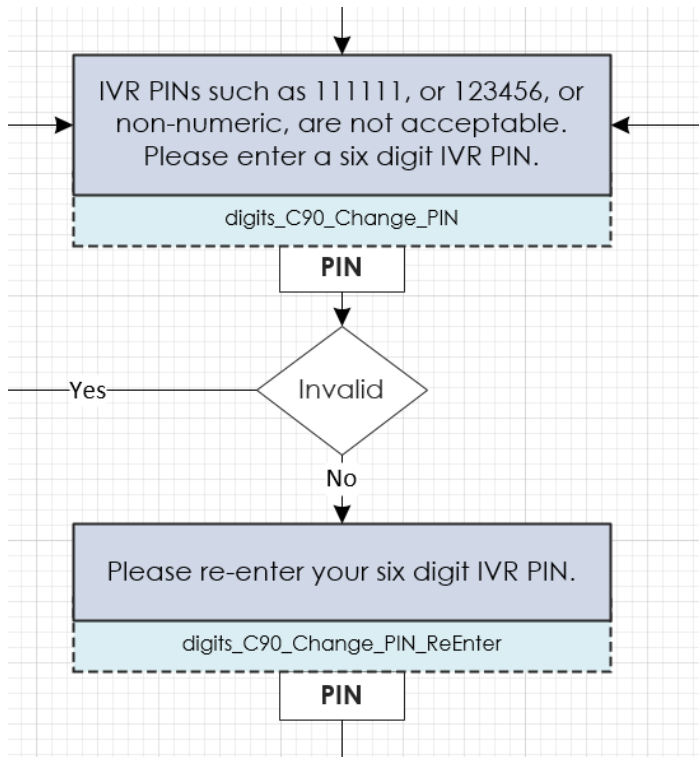 IVR PINs such as 111111, or 123456, or
non-numeric, are not acceptable.
Please enter a six digit IVR PIN.
digits_C90_Change_PIN
PIN
Invalid
Yes
No
Please re-enter your six digit IVR PIN.
digits_C90_Change_PIN_ReEnter
PIN